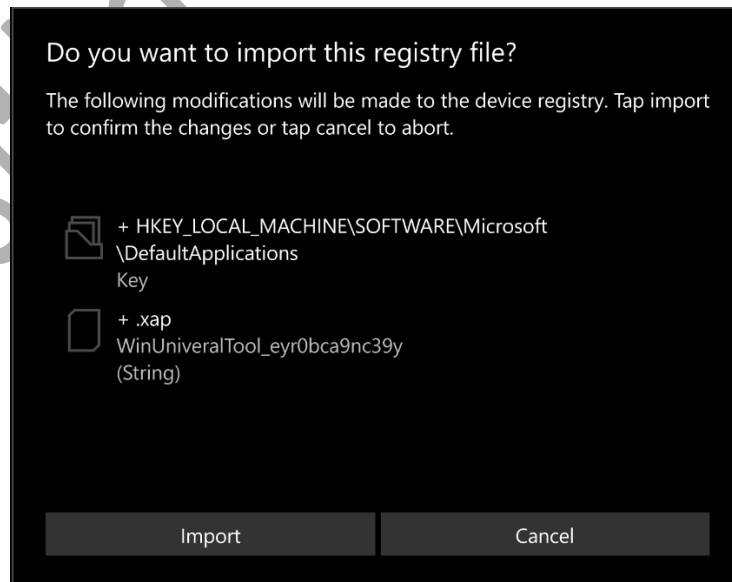 Do you want to import this registry file?
The following modifications will be made to the device registry. Tap import
to confirm the changes or tap cancel to abort.
+ HKEY_LOCAL_MACHINE\SOFTWARE\Microsoft
\DefaultApplications
Key
+ .xap
WinUniveralTool_eyr0bca9nc39y
(String)
Import
Cancel